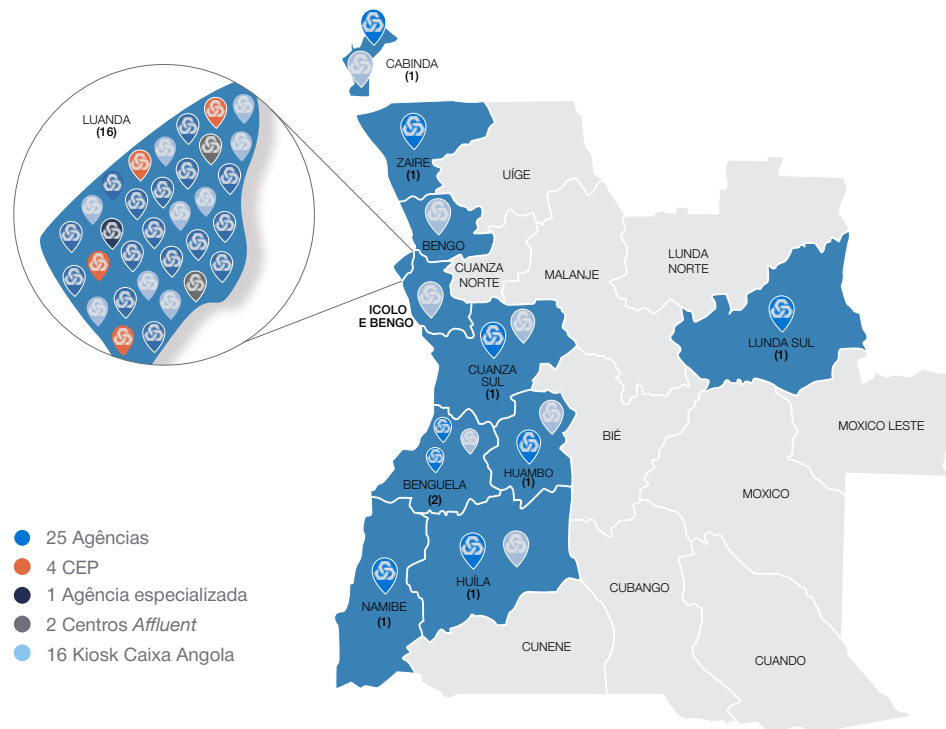 CABINDA
(1)
LUANDA
(16)
ZAIRE
(1)
UÍGE
BENGO
LUNDA
NORTE
CUANZA
NORTE
MALANJE
ICOLO
E BENGO
LUNDA SUL
(1)
CUANZA
SUL
(1)
MOXICO LESTE
BIÉ
HUAMBO
(1)
BENGUELA
(2)
MOXICO
25 Agências
4 CEP
1 Agência especializada
2 Centros Affluent
16 Kiosk Caixa Angola
HUÍLA
(1)
NAMIBE
(1)
CUBANGO
CUNENE
CUANDO